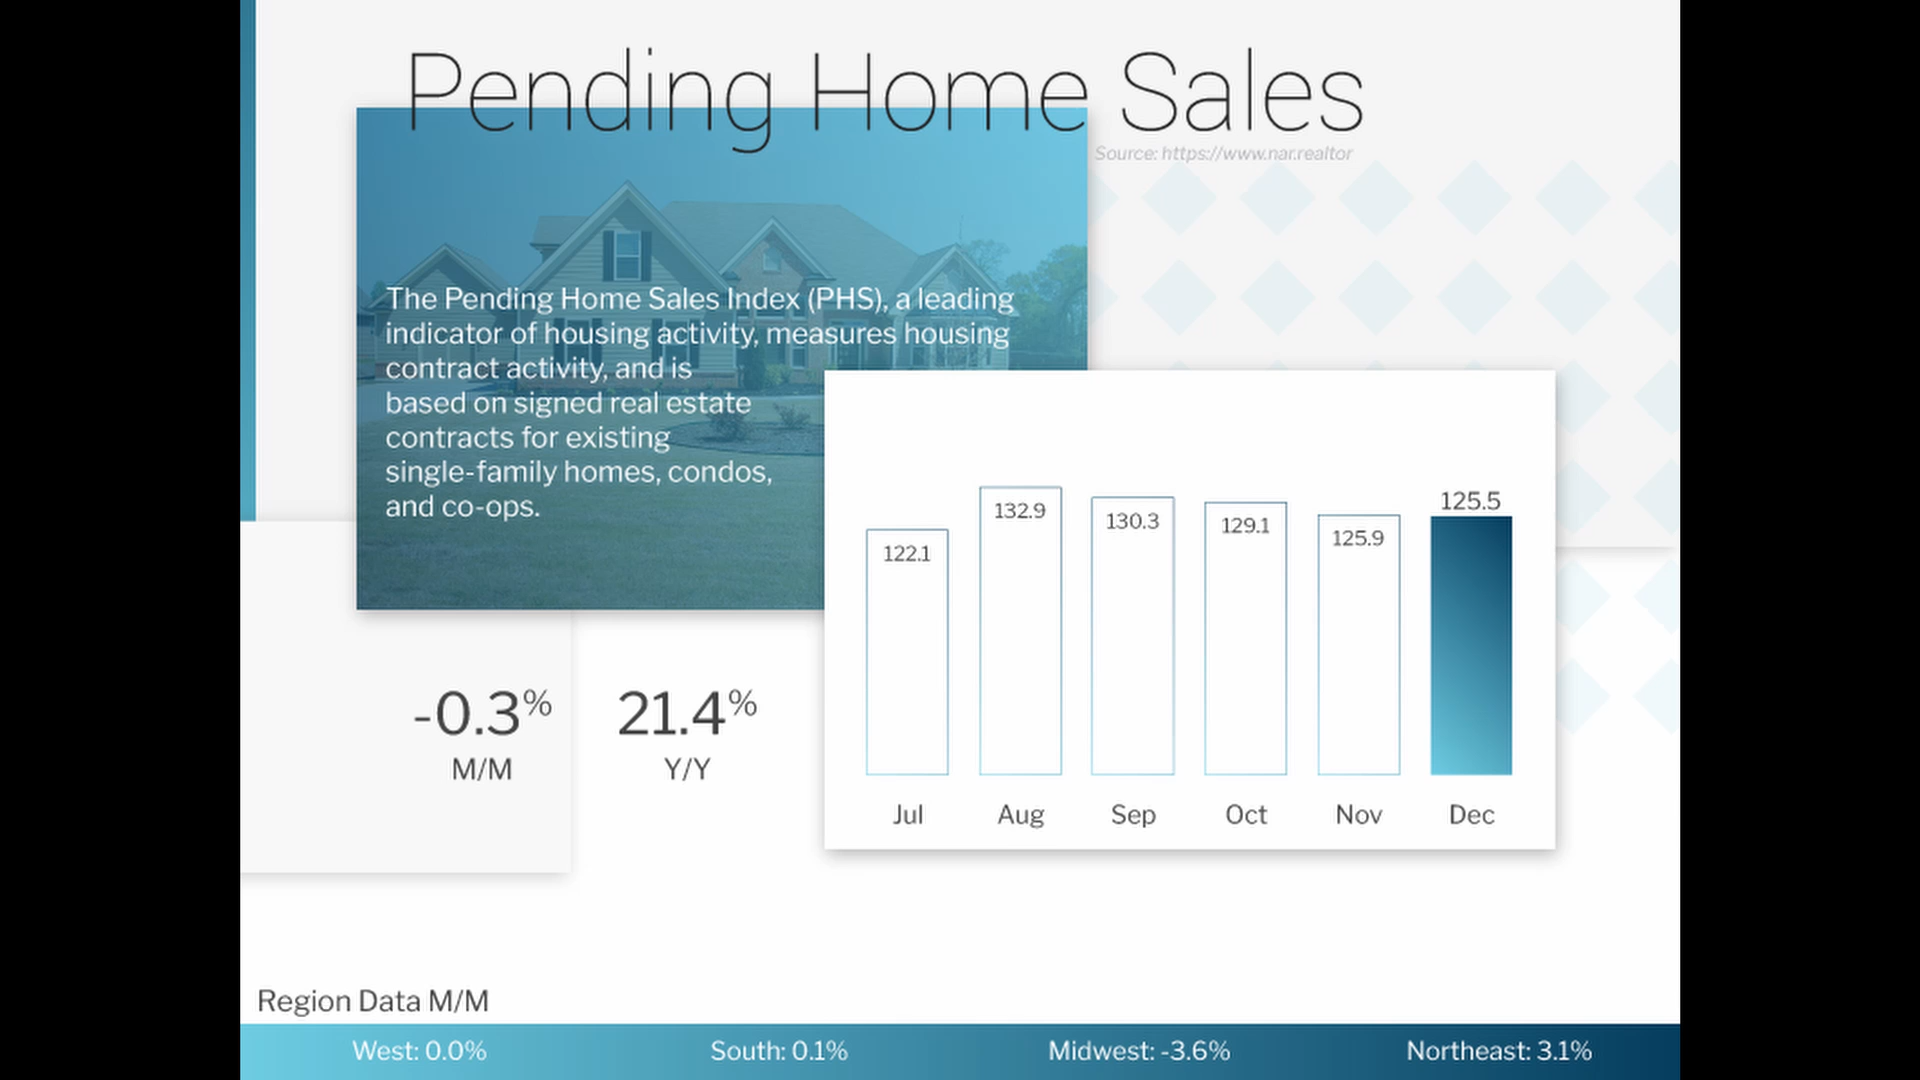 Pending Home Sales
Source: https://www.nar.realtor
The Pending Home Sales Index (PHS), a leading
indicator of housing activity, measures housing
contract activity, and is
based on signed real estate
contracts for existing
single-family homes, condos,
and co-ops.
122.1
132.9
130.3
129.1
125.9
125.5
Jul
Aug
Sep
Oct
Nov
Dec
-0.3%
M/M
21.4%
Y/Y
Region Data M/M
West: 0.0%
South: 0.1%
Midwest: -3.6%
Northeast: 3.1%